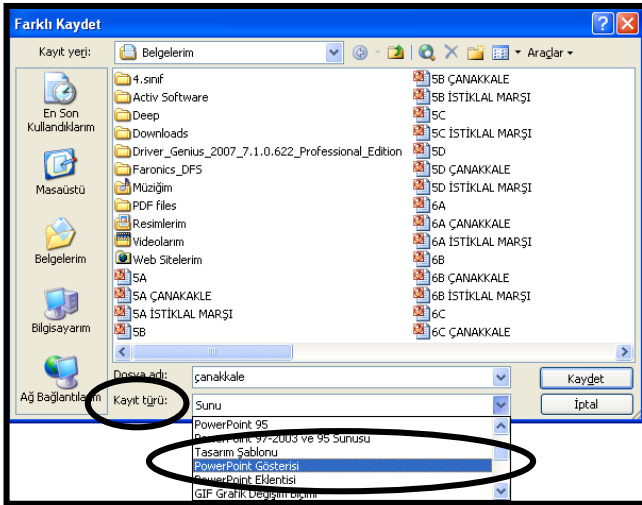 Farklı Kaydet
Kayıt yeri:
Belgelerim
Araçlar
En Son Kullandıklarım
Masaüstü
Belgelerim
Bilgisayarım
Ağ Bağlantılarım
4.sınıf
Activ Software
Deep
Downloads
Driver_Genius_2007_7.1.0.622_Professional_Edition
Faronics_DFS
Müziğim
PDF files
Resimlerim
Videolarım
Web Sitelerim
5A
5A ÇANAKAKLE
5A İSTİKLAL MARŞI
5B
5B ÇANAKKALE
5B İSTİKLAL MARŞI
5C
5C İSTİKLAL MARŞI
5D
5D ÇANAKKALE
5D İSTİKLAL MARŞI
6A
6A ÇANAKKALE
6A İSTİKLAL MARŞI
6B
6B ÇANAKKALE
6B İSTİKLAL MARŞI
6C
6C ÇANAKKALE
Dosya adı:
çanakkale
Kaydet
Kayıt türü:
Sunu
İptal
PowerPoint 95
PowerPoint 97-2003 ve 95 Sunusu
Tasarım Şablonu
PowerPoint Gösterisi
PowerPoint Eklentisi
GIF Grafik Değişim Biçimi